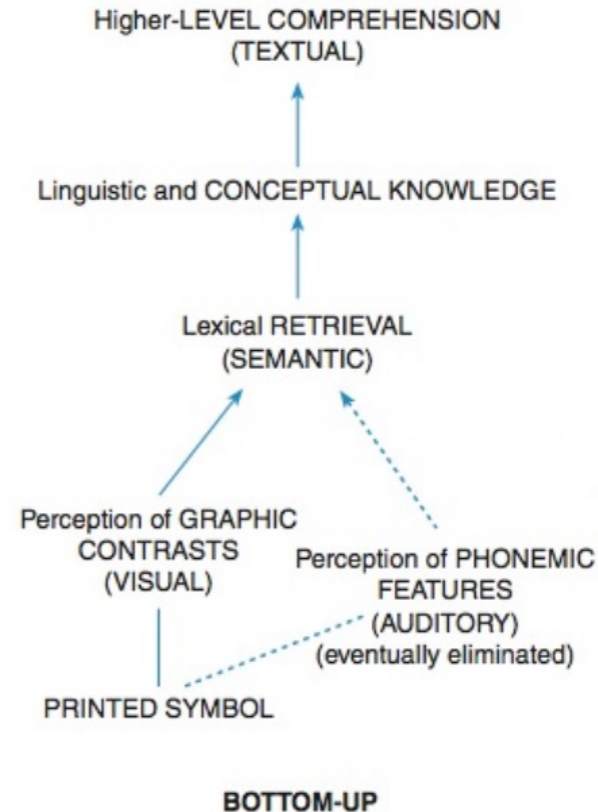 Higher-LEVEL COMPREHENSION
(TEXTUAL)
Linguistic and CONCEPTUAL KNOWLEDGE
Lexical RETRIEVAL
(SEMANTIC)
Perception of GRAPHIC
CONTRASTS
(VISUAL)
Perception of PHONEMIC
FEATURES
(AUDITORY)
(eventually eliminated)
PRINTED SYMBOL
BOTTOM-UP